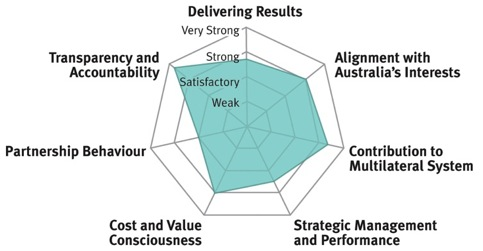 Delivering Results
Very Strong
Strong
Satisfactory
Weak
Transparency and
Accountability
Alignment with
Australia's Interests
Partnership Behaviour
Contribution to
Multilateral System
Cost and Value
Consciousness
Strategic Management
and Performance